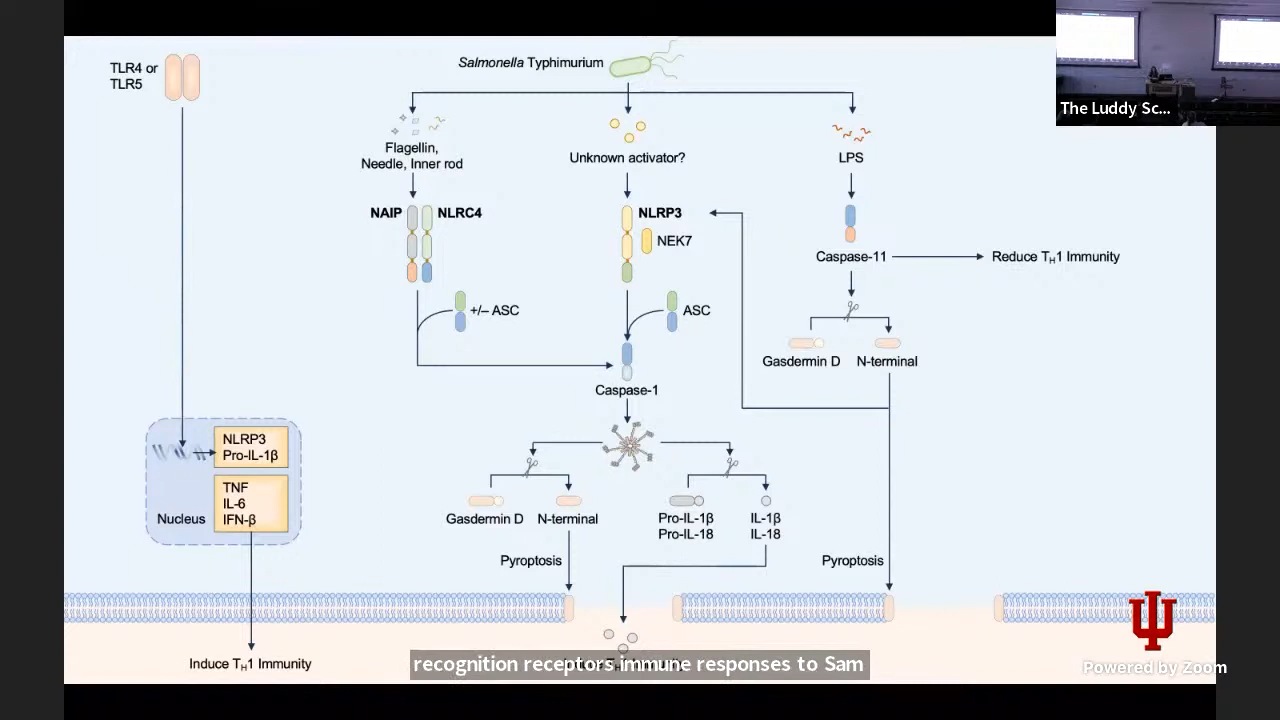 TLR4 or
TLR5
Salmonella Typhimurium
The Luddy Sc...
Flagellin,
Needle, Inner rod
Unknown activator?
LPS
NAIP
NLRC4
NLRP3
NEK7
Caspase-11
Reduce TH1 Immunity
+/– ASC
ASC
Gasdermin D
N-terminal
Caspase-1
NLRP3
Pro-IL-1β
TNF
IL-6
IFN-β
Nucleus
Gasdermin D
N-terminal
Pro-IL-1β
Pro-IL-18
IL-1β
IL-18
Pyroptosis
Pyroptosis
Induce TH1 Immunity
recognition receptors immune responses to Sam
Powered by Zoom